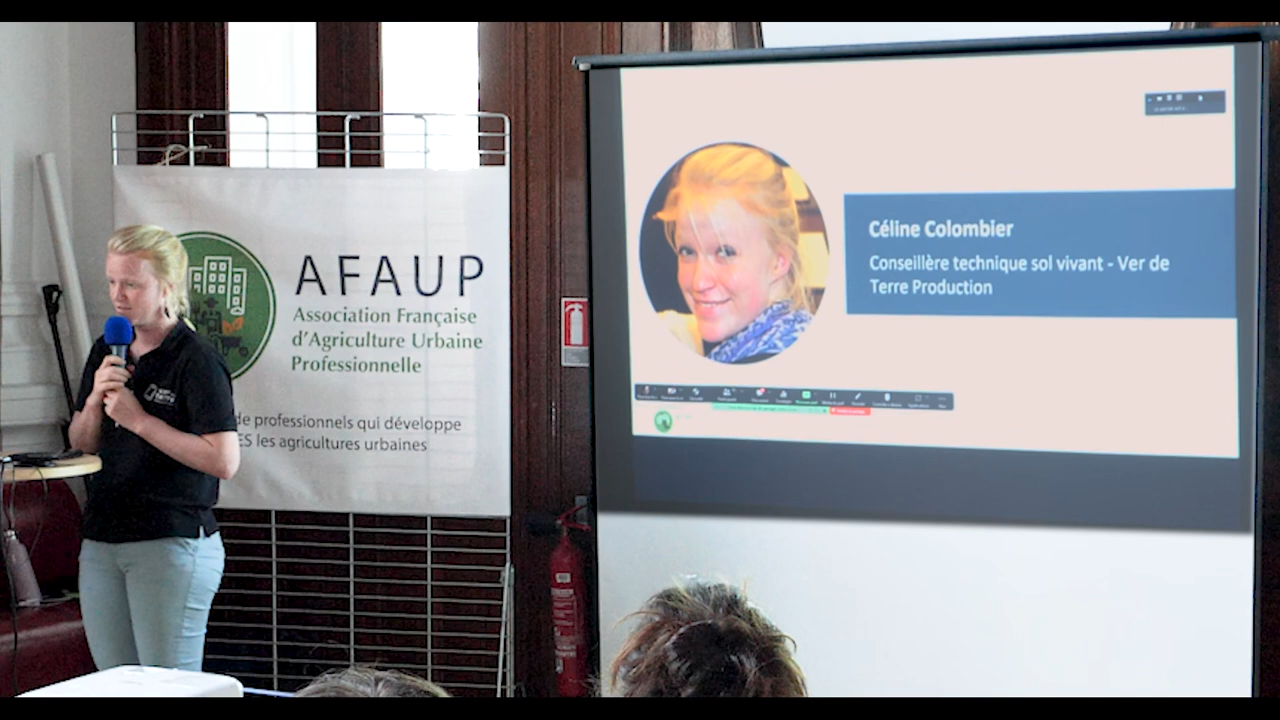 AFAUP
Association Française
d'Agriculture Urbaine
Professionnelle
de professionnels qui développe
ES les agricultures urbaines
Céline Colombier
Conseillère technique sol vivant - Ver de
Terre Production